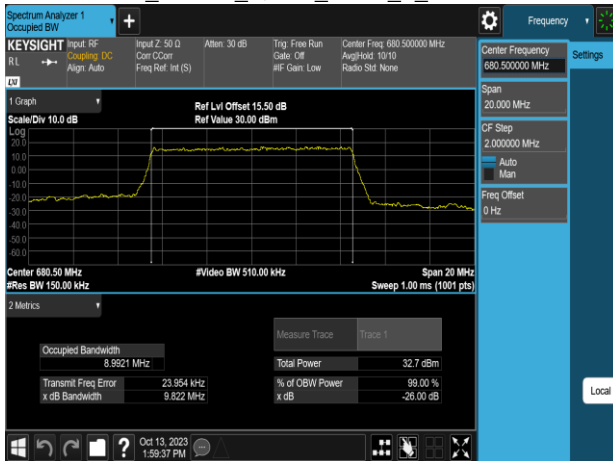 Spectrum Analyzer 1
Occupied BW
+
Frequency
KEYSIGHT
RL
Align: Auto
LXI
Input: RF
Coupling: DC
Input Z: 50 Ω
Corr CCorr
Freq Ref: Int (S)
Atten: 30 dB
Trig: Free Run
Gate: Off
#IF Gain: Low
Center Freq: 680.500000 MHz
Avg|Hold: 10/10
Radio Std: None
Center Frequency
680.500000 MHz
Settings
Span
20.000 MHz
CF Step
2.000000 MHz
Auto
Man
Freq Offset
0 Hz
Local
1 Graph
Scale/Div 10.0 dB
Ref Lvl Offset 15.50 dB
Ref Value 30.00 dBm
Log
20.0
10.0
0.00
-10.0
-20.0
-30.0
-40.0
-50.0
-60.0
Center 680.50 MHz
#Video BW 510.00 kHz
Span 20 MHz
#Res BW 150.00 kHz
Sweep 1.00 ms (1001 pts)
2 Metrics
Measure Trace
Trace 1
Occupied Bandwidth
8.9921 MHz
Total Power
32.7 dBm
Transmit Freq Error
23.954 kHz
% of OBW Power
99.00 %
x dB Bandwidth
9.822 MHz
x dB
-26.00 dB
?
Oct 13, 2023
1:59:37 PM